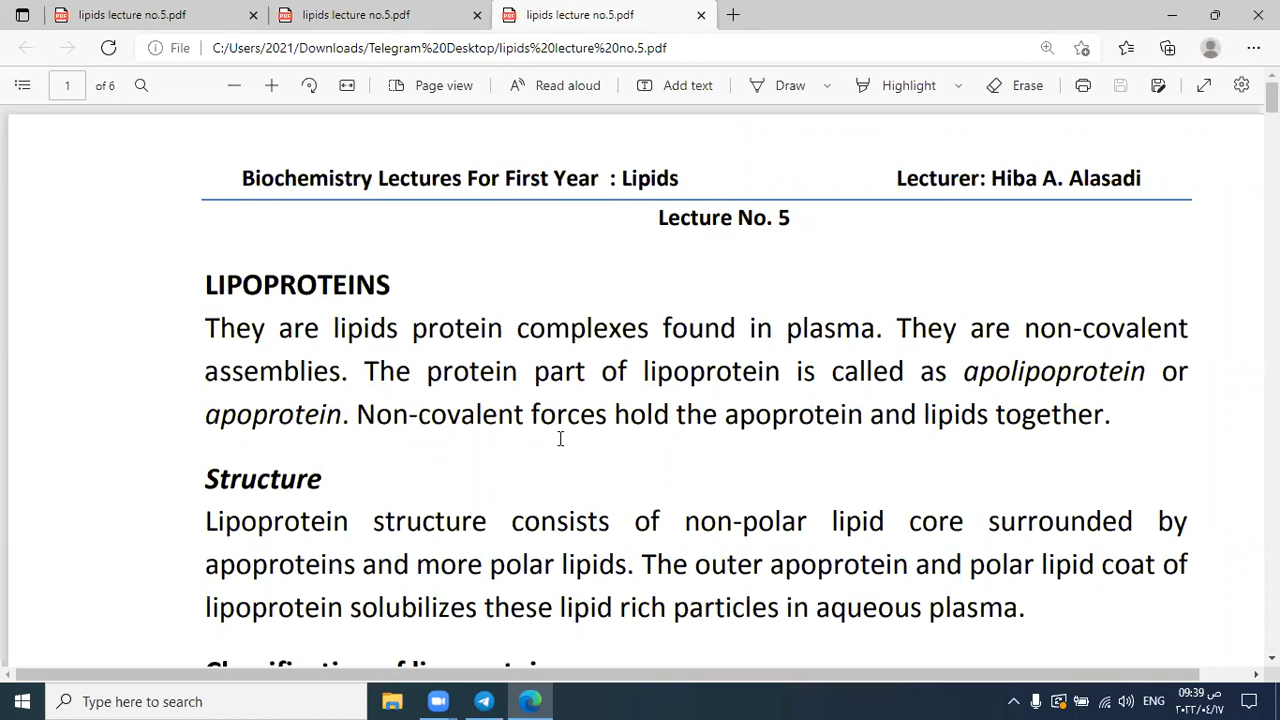 lipids lecture no.5.pdf
lipids lecture no.5.pdf
lipids lecture no.5.pdf
File C:/Users/2021/Downloads/Telegram%20Desktop/lipids%20lecture%20no.5.pdf
1 of 6 Page view Read aloud Add text Draw Highlight Erase
Biochemistry Lectures For First Year : Lipids Lecturer: Hiba A. Alasadi
Lecture No. 5
LIPOPROTEINS
They are lipids protein complexes found in plasma. They are non-covalent
assemblies. The protein part of lipoprotein is called as apolipoprotein or
apoprotein. Non-covalent forces hold the apoprotein and lipids together.
Structure
Lipoprotein structure consists of non-polar lipid core surrounded by
apoproteins and more polar lipids. The outer apoprotein and polar lipid coat of
lipoprotein solubilizes these lipid rich particles in aqueous plasma.
Type here to search
ENG
09:39 ص
٢٠٢٢/٠٤/١٧